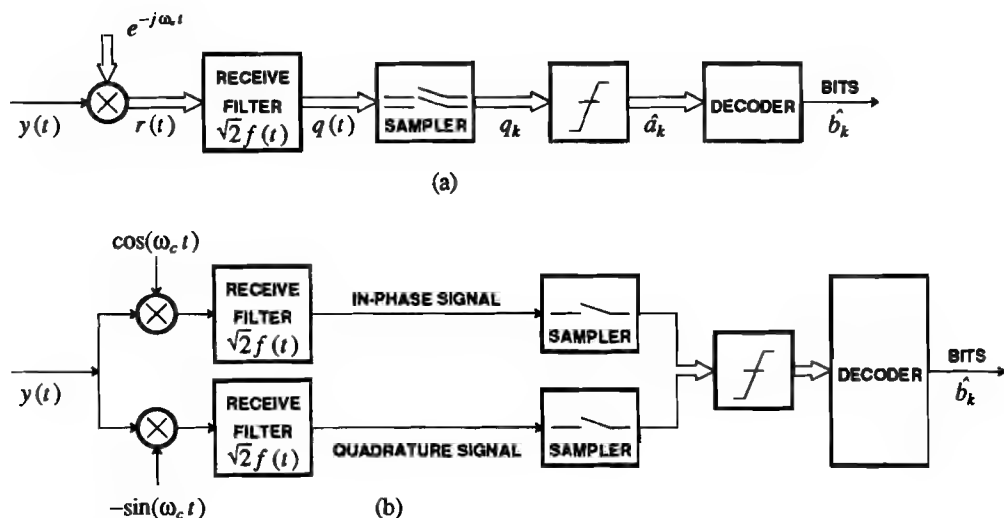 e^{-jω_c t}
RECEIVE
FILTER
√2 f(t)
SAMPLER
DECODER
BITS
y(t)
r(t)
q(t)
q_k
â_k
b̂_k
(a)
cos(ω_c t)
RECEIVE
FILTER
√2 f(t)
IN-PHASE SIGNAL
SAMPLER
y(t)
DECODER
BITS
b̂_k
RECEIVE
FILTER
√2 f(t)
QUADRATURE SIGNAL
SAMPLER
−sin(ω_c t)
(b)